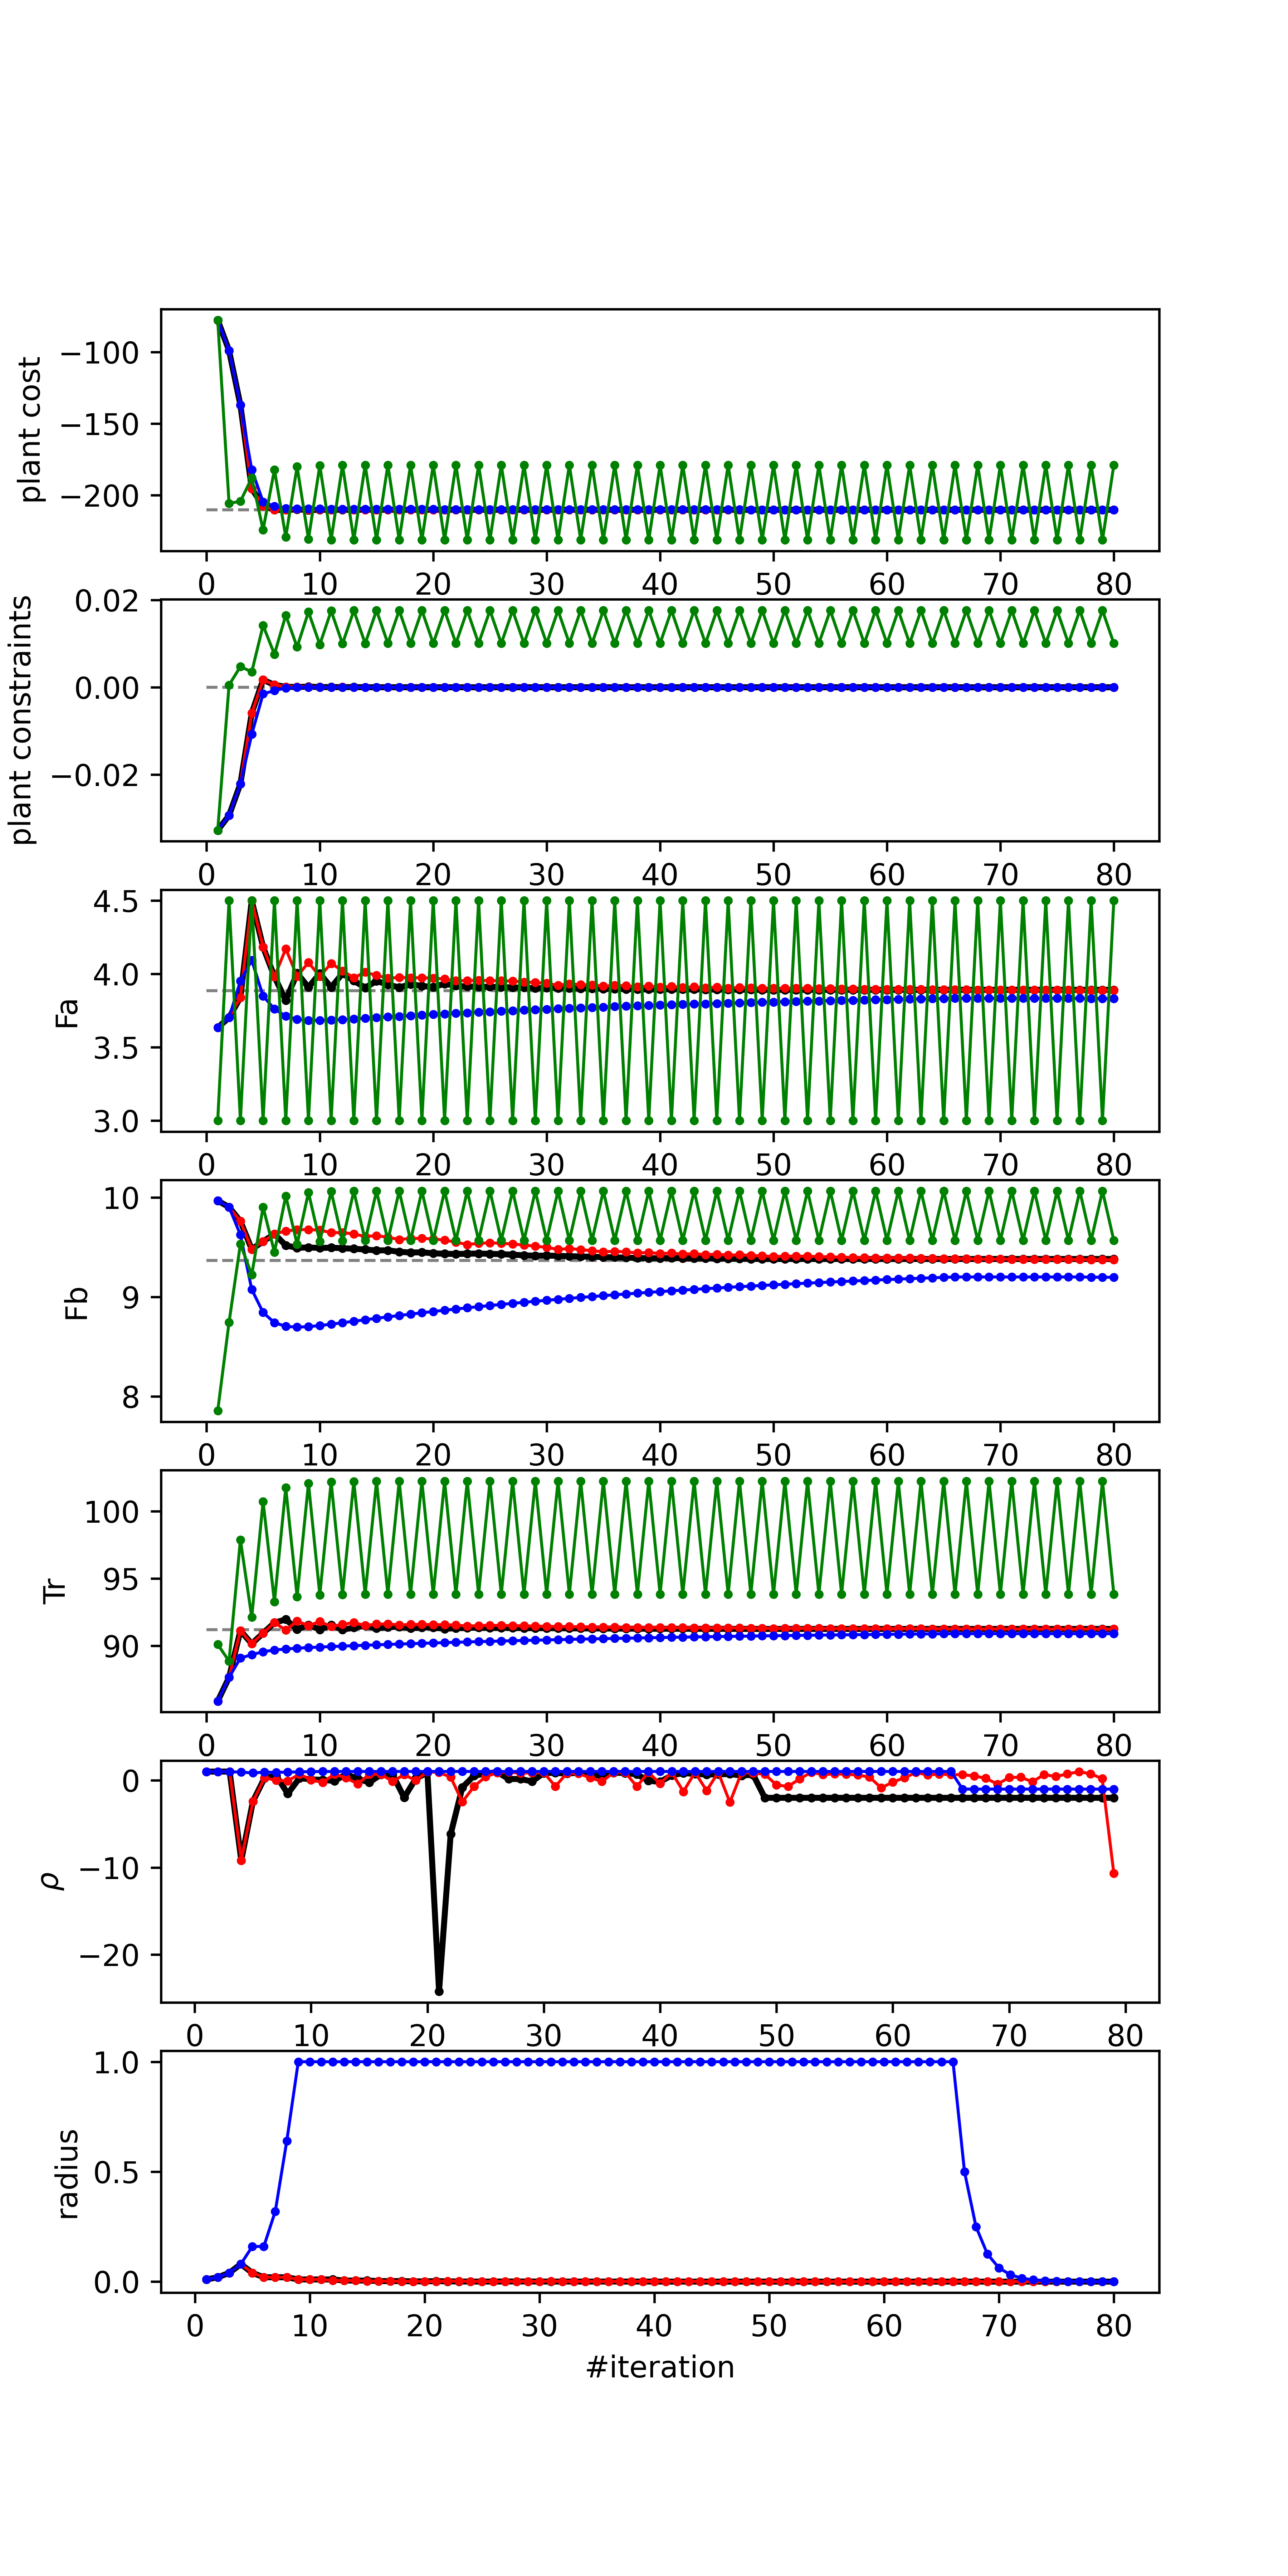 plant cost
−100
−150
−200
0 10 20 30 40 50 60 70 80
plant constraints
0.02
0.00
−0.02
0 10 20 30 40 50 60 70 80
Fa
4.5
4.0
3.5
3.0
0 10 20 30 40 50 60 70 80
Fb
10
9
8
0 10 20 30 40 50 60 70 80
Tr
100
95
90
0 10 20 30 40 50 60 70 80
ρ
0
−10
−20
0 10 20 30 40 50 60 70 80
radius
1.0
0.5
0.0
0 10 20 30 40 50 60 70 80
#iteration